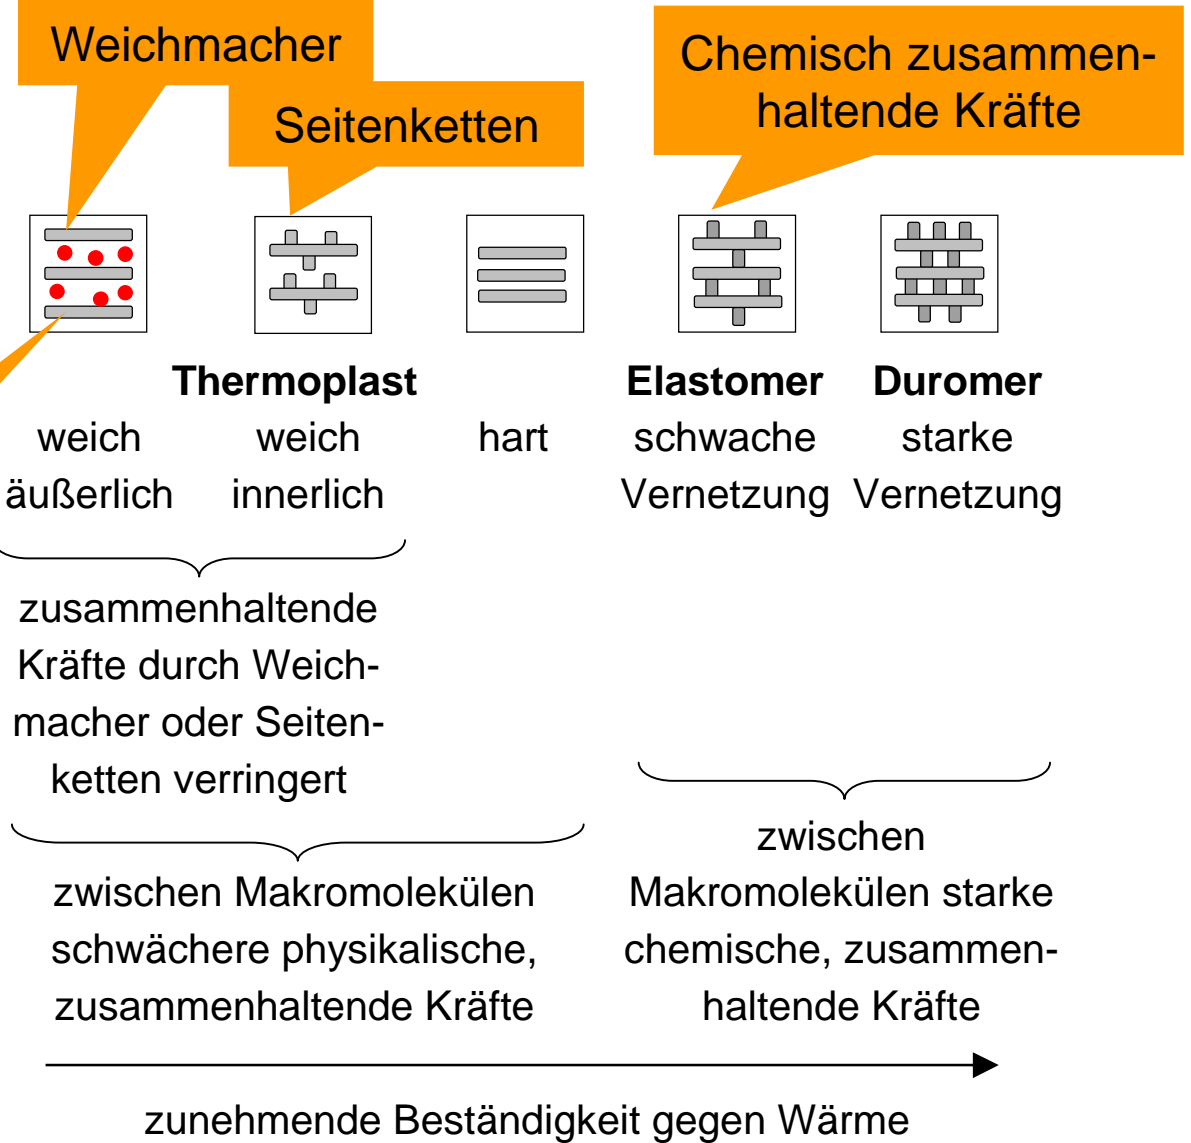 Weichmacher
Seitenketten
Chemisch zusammen-
haltende Kräfte
Thermoplast
Elastomer
Duromer
weich
weich
hart
schwache
starke
äußerlich
innerlich
Vernetzung
Vernetzung
zusammenhaltende
Kräfte durch Weich-
macher oder Seiten-
ketten verringert
zwischen Makromolekülen
schwächere physikalische,
zusammenhaltende Kräfte
zwischen
Makromolekülen starke
chemische, zusammen-
haltende Kräfte
zunehmende Beständigkeit gegen Wärme